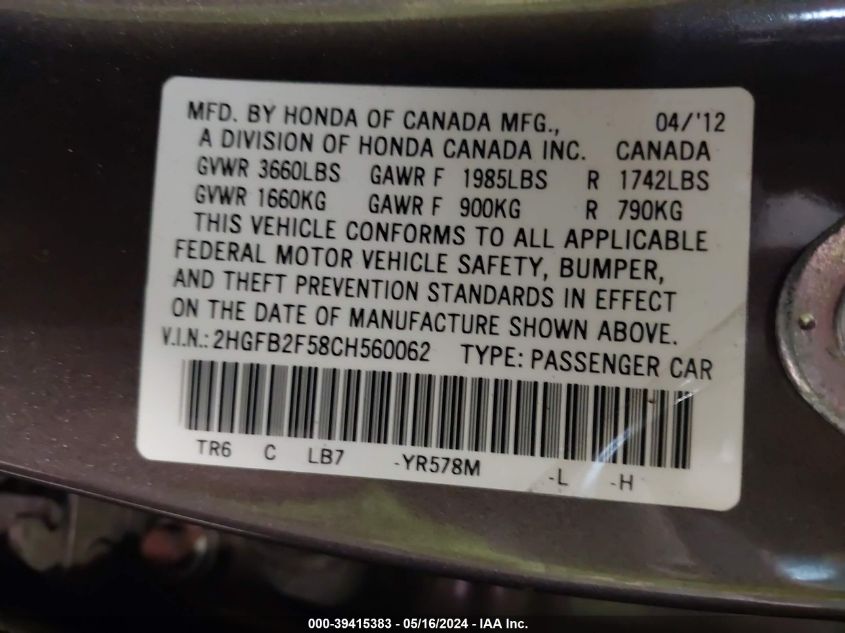 MFD. BY HONDA OF CANADA MFG., 04/'12
A DIVISION OF HONDA CANADA INC. CANADA
GVWR 3660LBS GAWR F 1985LBS R 1742LBS
GVWR 1660KG GAWR F 900KG R 790KG
THIS VEHICLE CONFORMS TO ALL APPLICABLE
FEDERAL MOTOR VEHICLE SAFETY, BUMPER,
AND THEFT PREVENTION STANDARDS IN EFFECT
ON THE DATE OF MANUFACTURE SHOWN ABOVE.
V.I.N.: 2HGFB2F58CH560062 TYPE: PASSENGER CAR
TR6 C LB7 -YR578M -L -H
000-39415383 - 05/16/2024 - IAA Inc.